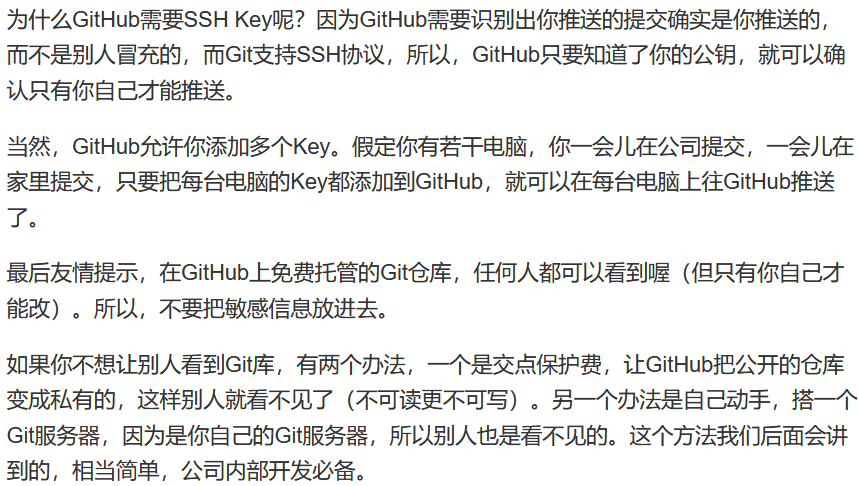 为什么GitHub需要SSH Key呢？因为GitHub需要识别出你推送的提交确实是你推送的，
而不是别人冒充的，而Git支持SSH协议，所以，GitHub只要知道了你的公钥，就可以确
认只有你自己才能推送。
当然，GitHub允许你添加多个Key。假定你有若干电脑，你一会儿在公司提交，一会儿在
家里提交，只要把每台电脑的Key都添加到GitHub，就可以在每台电脑上往GitHub推送
了。
最后友情提示，在GitHub上免费托管的Git仓库，任何人都可以看到喔（但只有你自己才
能改）。所以，不要把敏感信息放进去。
如果你不想让别人看到Git库，有两个办法，一个是交点保护费，让GitHub把公开的仓库
变成私有的，这样别人就看不见了（不可读更不可写）。另一个办法是自己动手，搭一个
Git服务器，因为是你自己的Git服务器，所以别人也是看不见的。这个方法我们后面会讲
到的，相当简单，公司内部开发必备。